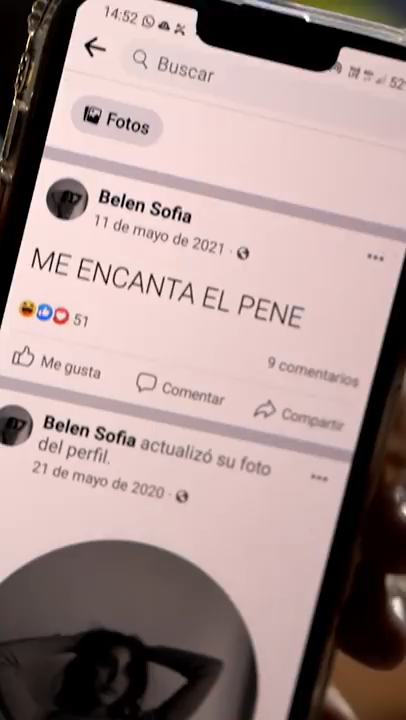 14:52
52
Buscar
Fotos
Belen Sofia
11 de mayo de 2021 ·
ME ENCANTA EL PENE
51
9 comentarios
Me gusta
Comentar
Compartir
Belen Sofia actualizó su foto
del perfil.
21 de mayo de 2020 ·